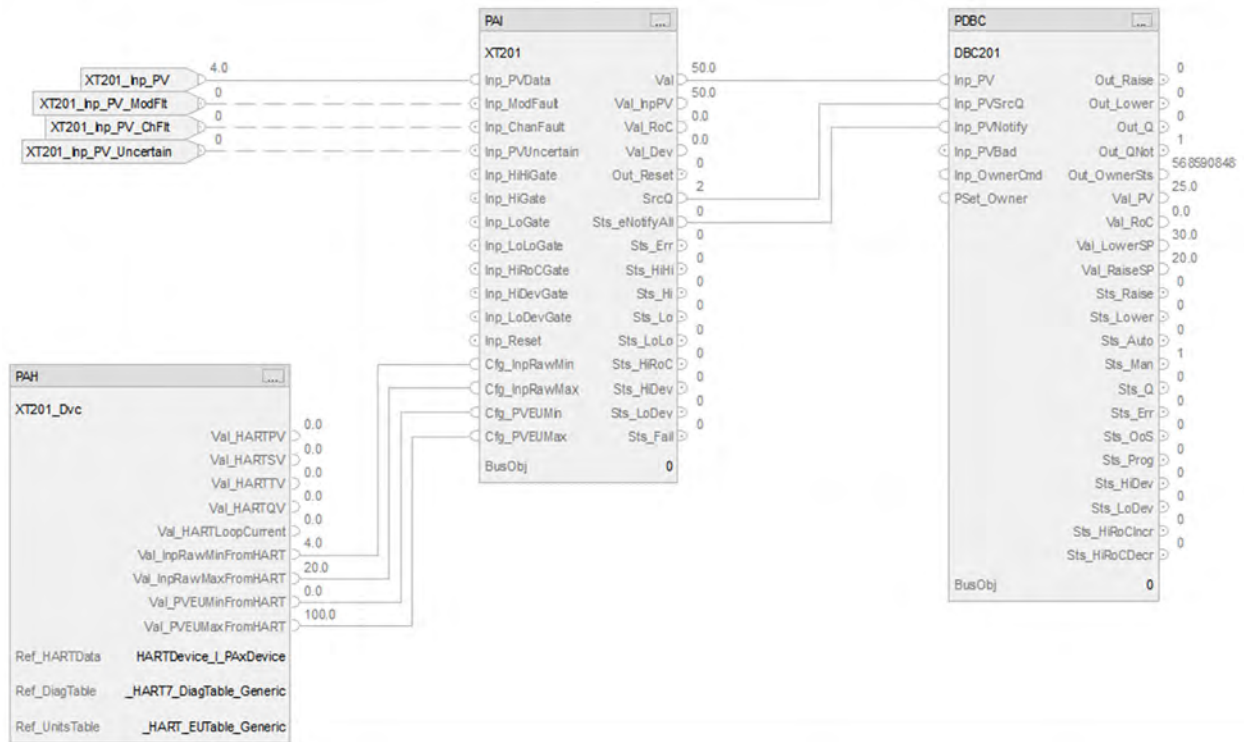 PAI ...
XT201
XT201_Inp_PV 4.0
XT201_Inp_PV_ModFlt 0
XT201_Inp_PV_ChFlt 0
XT201_Inp_PV_Uncertain 0
Inp_PVData Val 50.0
Inp_ModFault Val_InpPV 50.0
Inp_ChanFault Val_RoC 0.0
Inp_PVUncertain Val_Dev 0.0
Inp_HiHiGate Out_Reset 0
Inp_HiGate SrcQ 2
Inp_LoGate Sts_eNotifyAll 0
Inp_LoLoGate Sts_Err 0
Inp_HiRoCGate Sts_HiHi 0
Inp_HiDevGate Sts_Hi 0
Inp_LoDevGate Sts_Lo 0
Inp_Reset Sts_LoLo 0
Cfg_InpRawMin Sts_HiRoC 0
Cfg_InpRawMax Sts_HiDev 0
Cfg_PVEUMin Sts_LoDev 0
Cfg_PVEUMax Sts_Fail 0
BusObj 0
PDBC ...
DBC201
Inp_PV Out_Raise 0
Inp_PVSrcQ Out_Lower 0
Inp_PVNotify Out_Q 0
Inp_PVBad Out_QNot 1
Inp_OwnerCmd Out_OwnerSts 568590848
PSet_Owner Val_PV 25.0
Val_RoC 0.0
Val_LowerSP 30.0
Val_RaiseSP 20.0
Sts_Raise 0
Sts_Lower 0
Sts_Auto 0
Sts_Man 1
Sts_Q 0
Sts_Err 0
Sts_OoS 0
Sts_Prog 0
Sts_HiDev 0
Sts_LoDev 0
Sts_HiRoCIncr 0
Sts_HiRoCDecr 0
BusObj 0
PAH ...
XT201_Dvc
Val_HARTPV 0.0
Val_HARTSV 0.0
Val_HARTTV 0.0
Val_HARTQV 0.0
Val_HARTLoopCurrent 0.0
Val_InpRawMinFromHART 4.0
Val_InpRawMaxFromHART 20.0
Val_PVEUMinFromHART 0.0
Val_PVEUMaxFromHART 100.0
Ref_HARTData HARTDevice_I_PAxDevice
Ref_DiagTable _HART7_DiagTable_Generic
Ref_UnitsTable _HART_EUTable_Generic